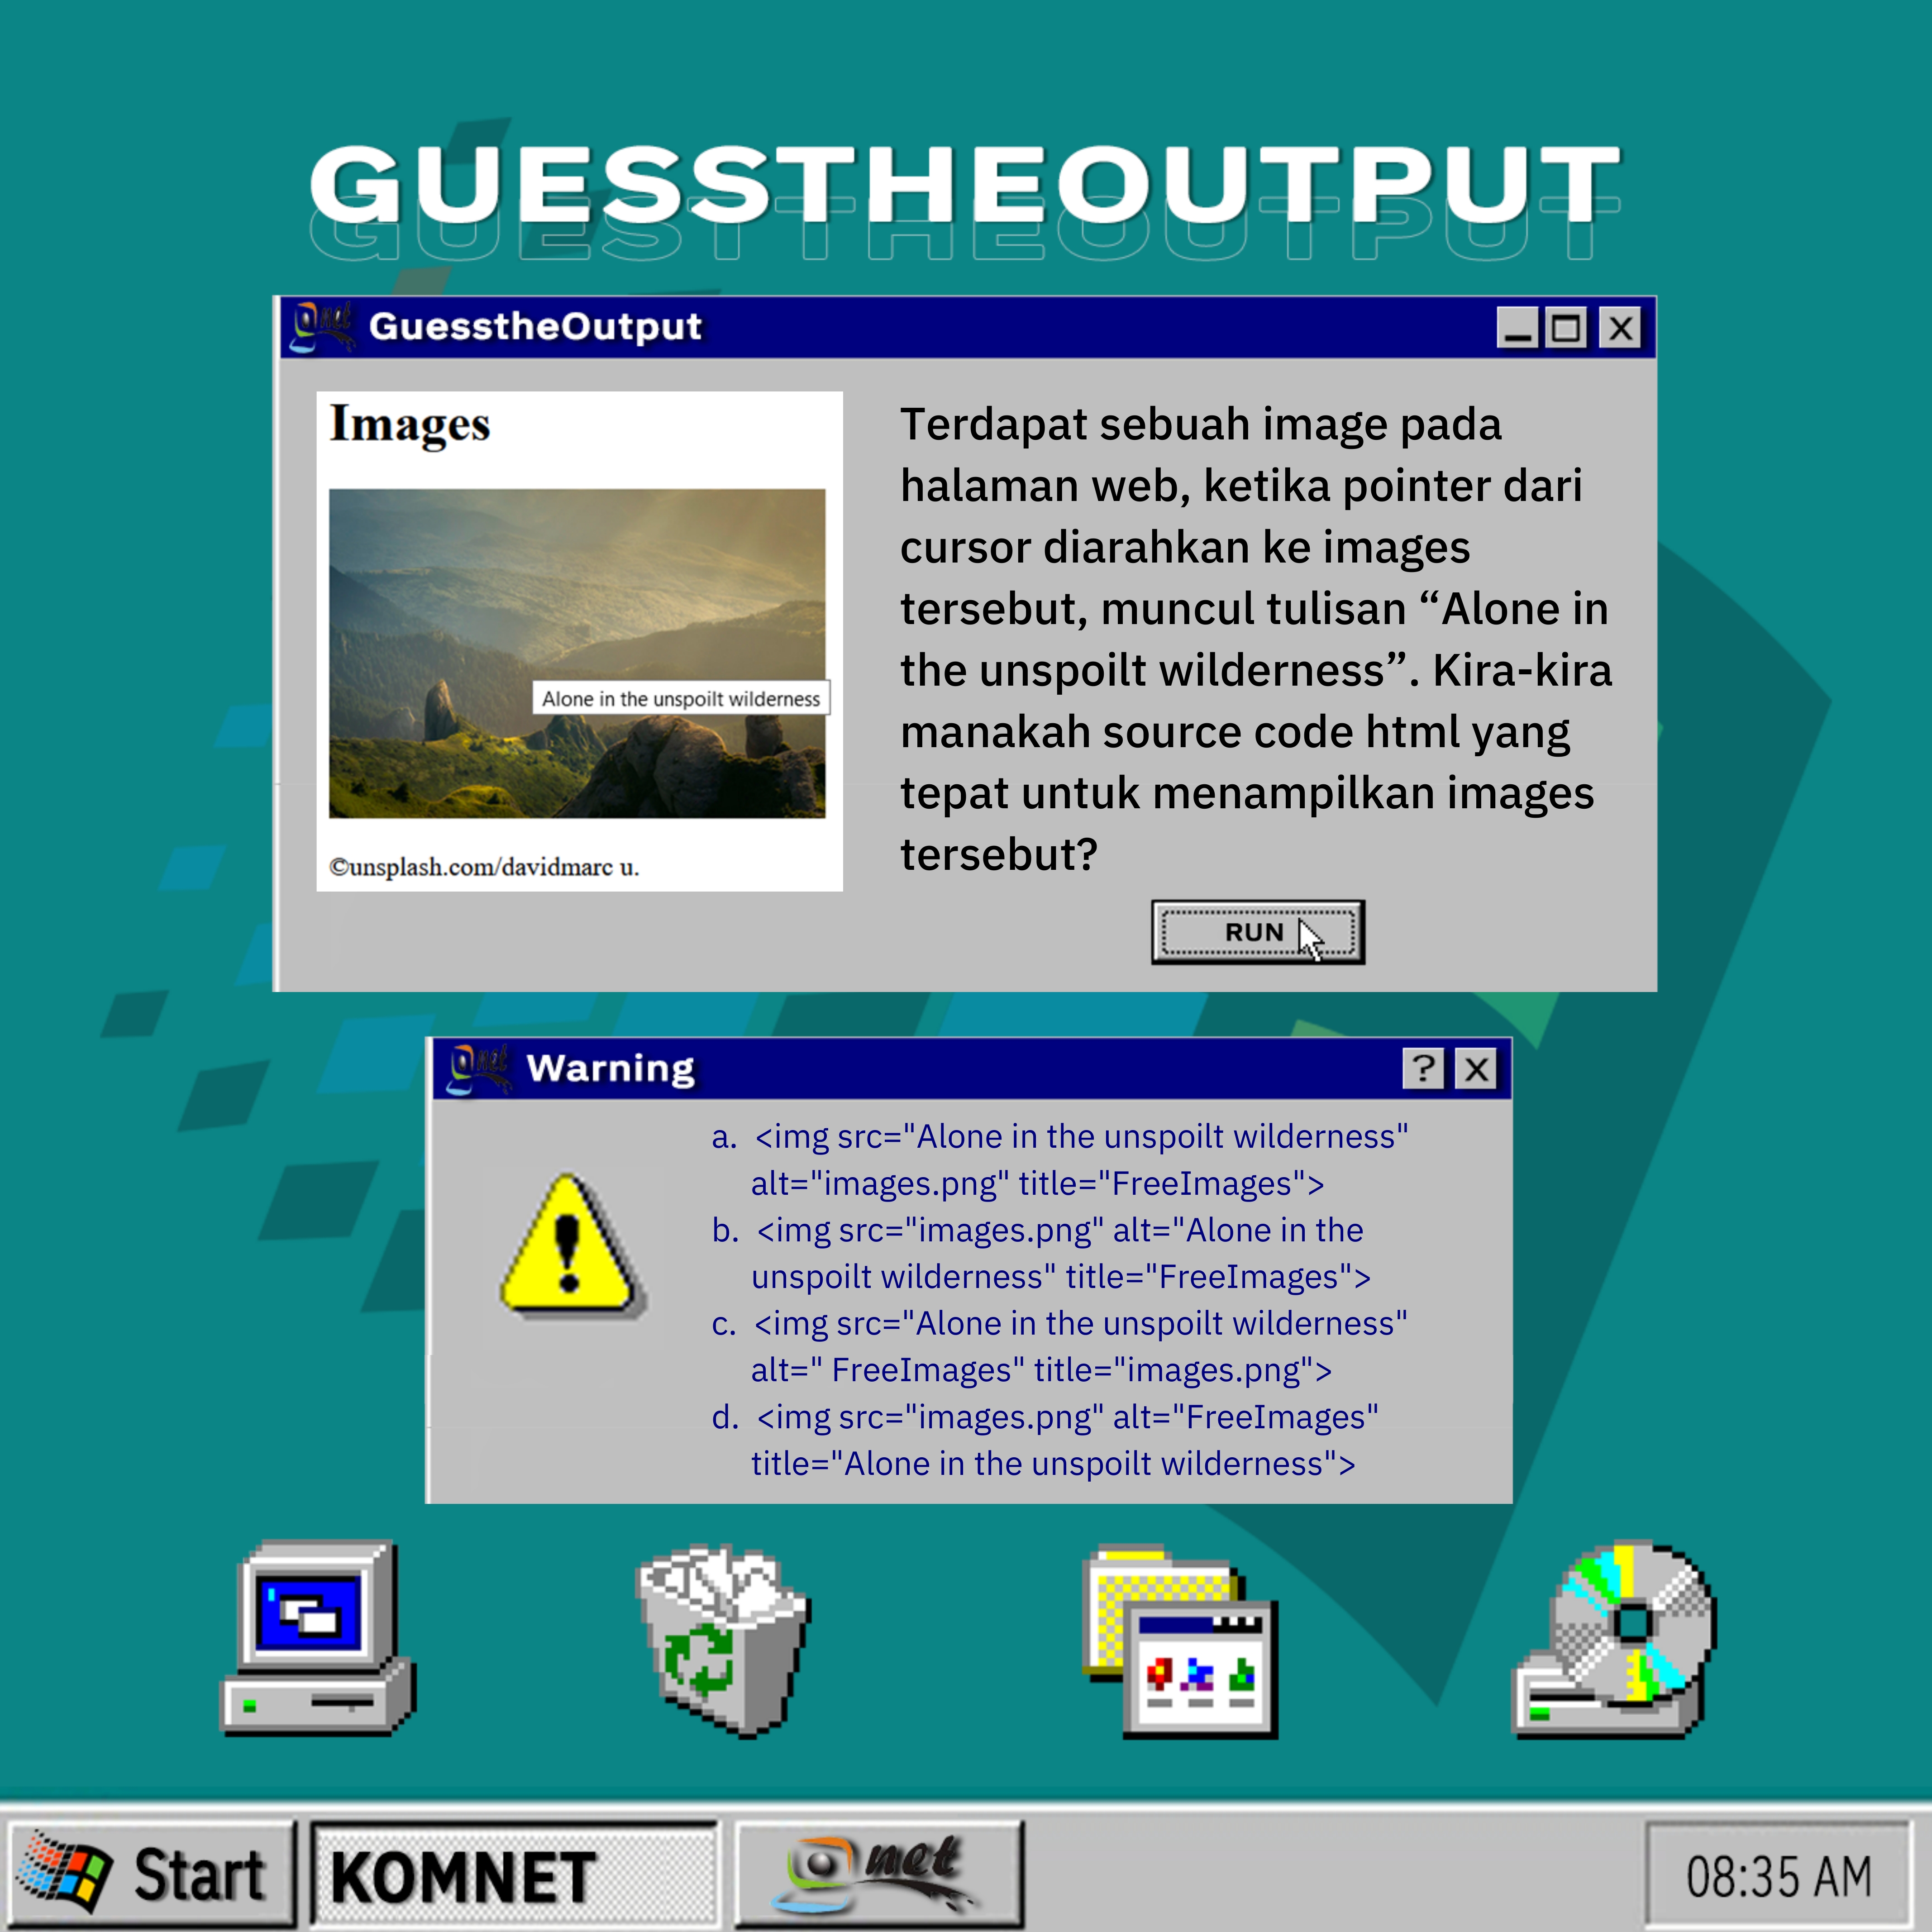 GUESSTHEOUTPUT
GUESTTHEOUTPUT
net GuesstheOutput
Images
Alone in the unspoilt wilderness
©unsplash.com/davidmarc u.
Terdapat sebuah image pada
halaman web, ketika pointer dari
cursor diarahkan ke images
tersebut, muncul tulisan “Alone in
the unspoilt wilderness”. Kira-kira
manakah source code html yang
tepat untuk menampilkan images
tersebut?
RUN
net Warning
a. <img src="Alone in the unspoilt wilderness"
alt="images.png" title="FreeImages">
b. <img src="images.png" alt="Alone in the
unspoilt wilderness" title="FreeImages">
c. <img src="Alone in the unspoilt wilderness"
alt=" FreeImages" title="images.png">
d. <img src="images.png" alt="FreeImages"
title="Alone in the unspoilt wilderness">
Start
KOMNET
net
08:35 AM